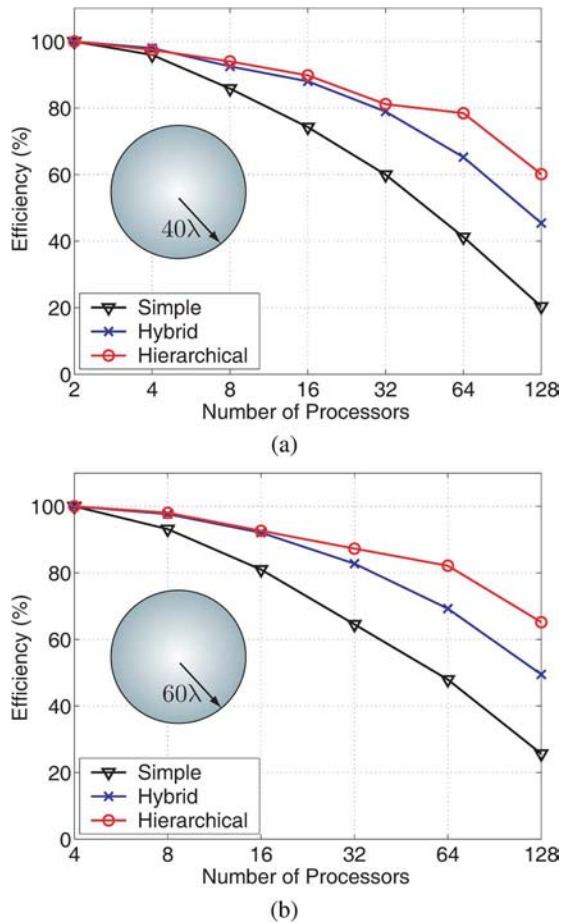 100
80
60
40
20
0
Efficiency (%)
40λ
Simple
Hybrid
Hierarchical
2 4 8 16 32 64 128
Number of Processors
(a)
100
80
60
40
20
0
Efficiency (%)
60λ
Simple
Hybrid
Hierarchical
4 8 16 32 64 128
Number of Processors
(b)